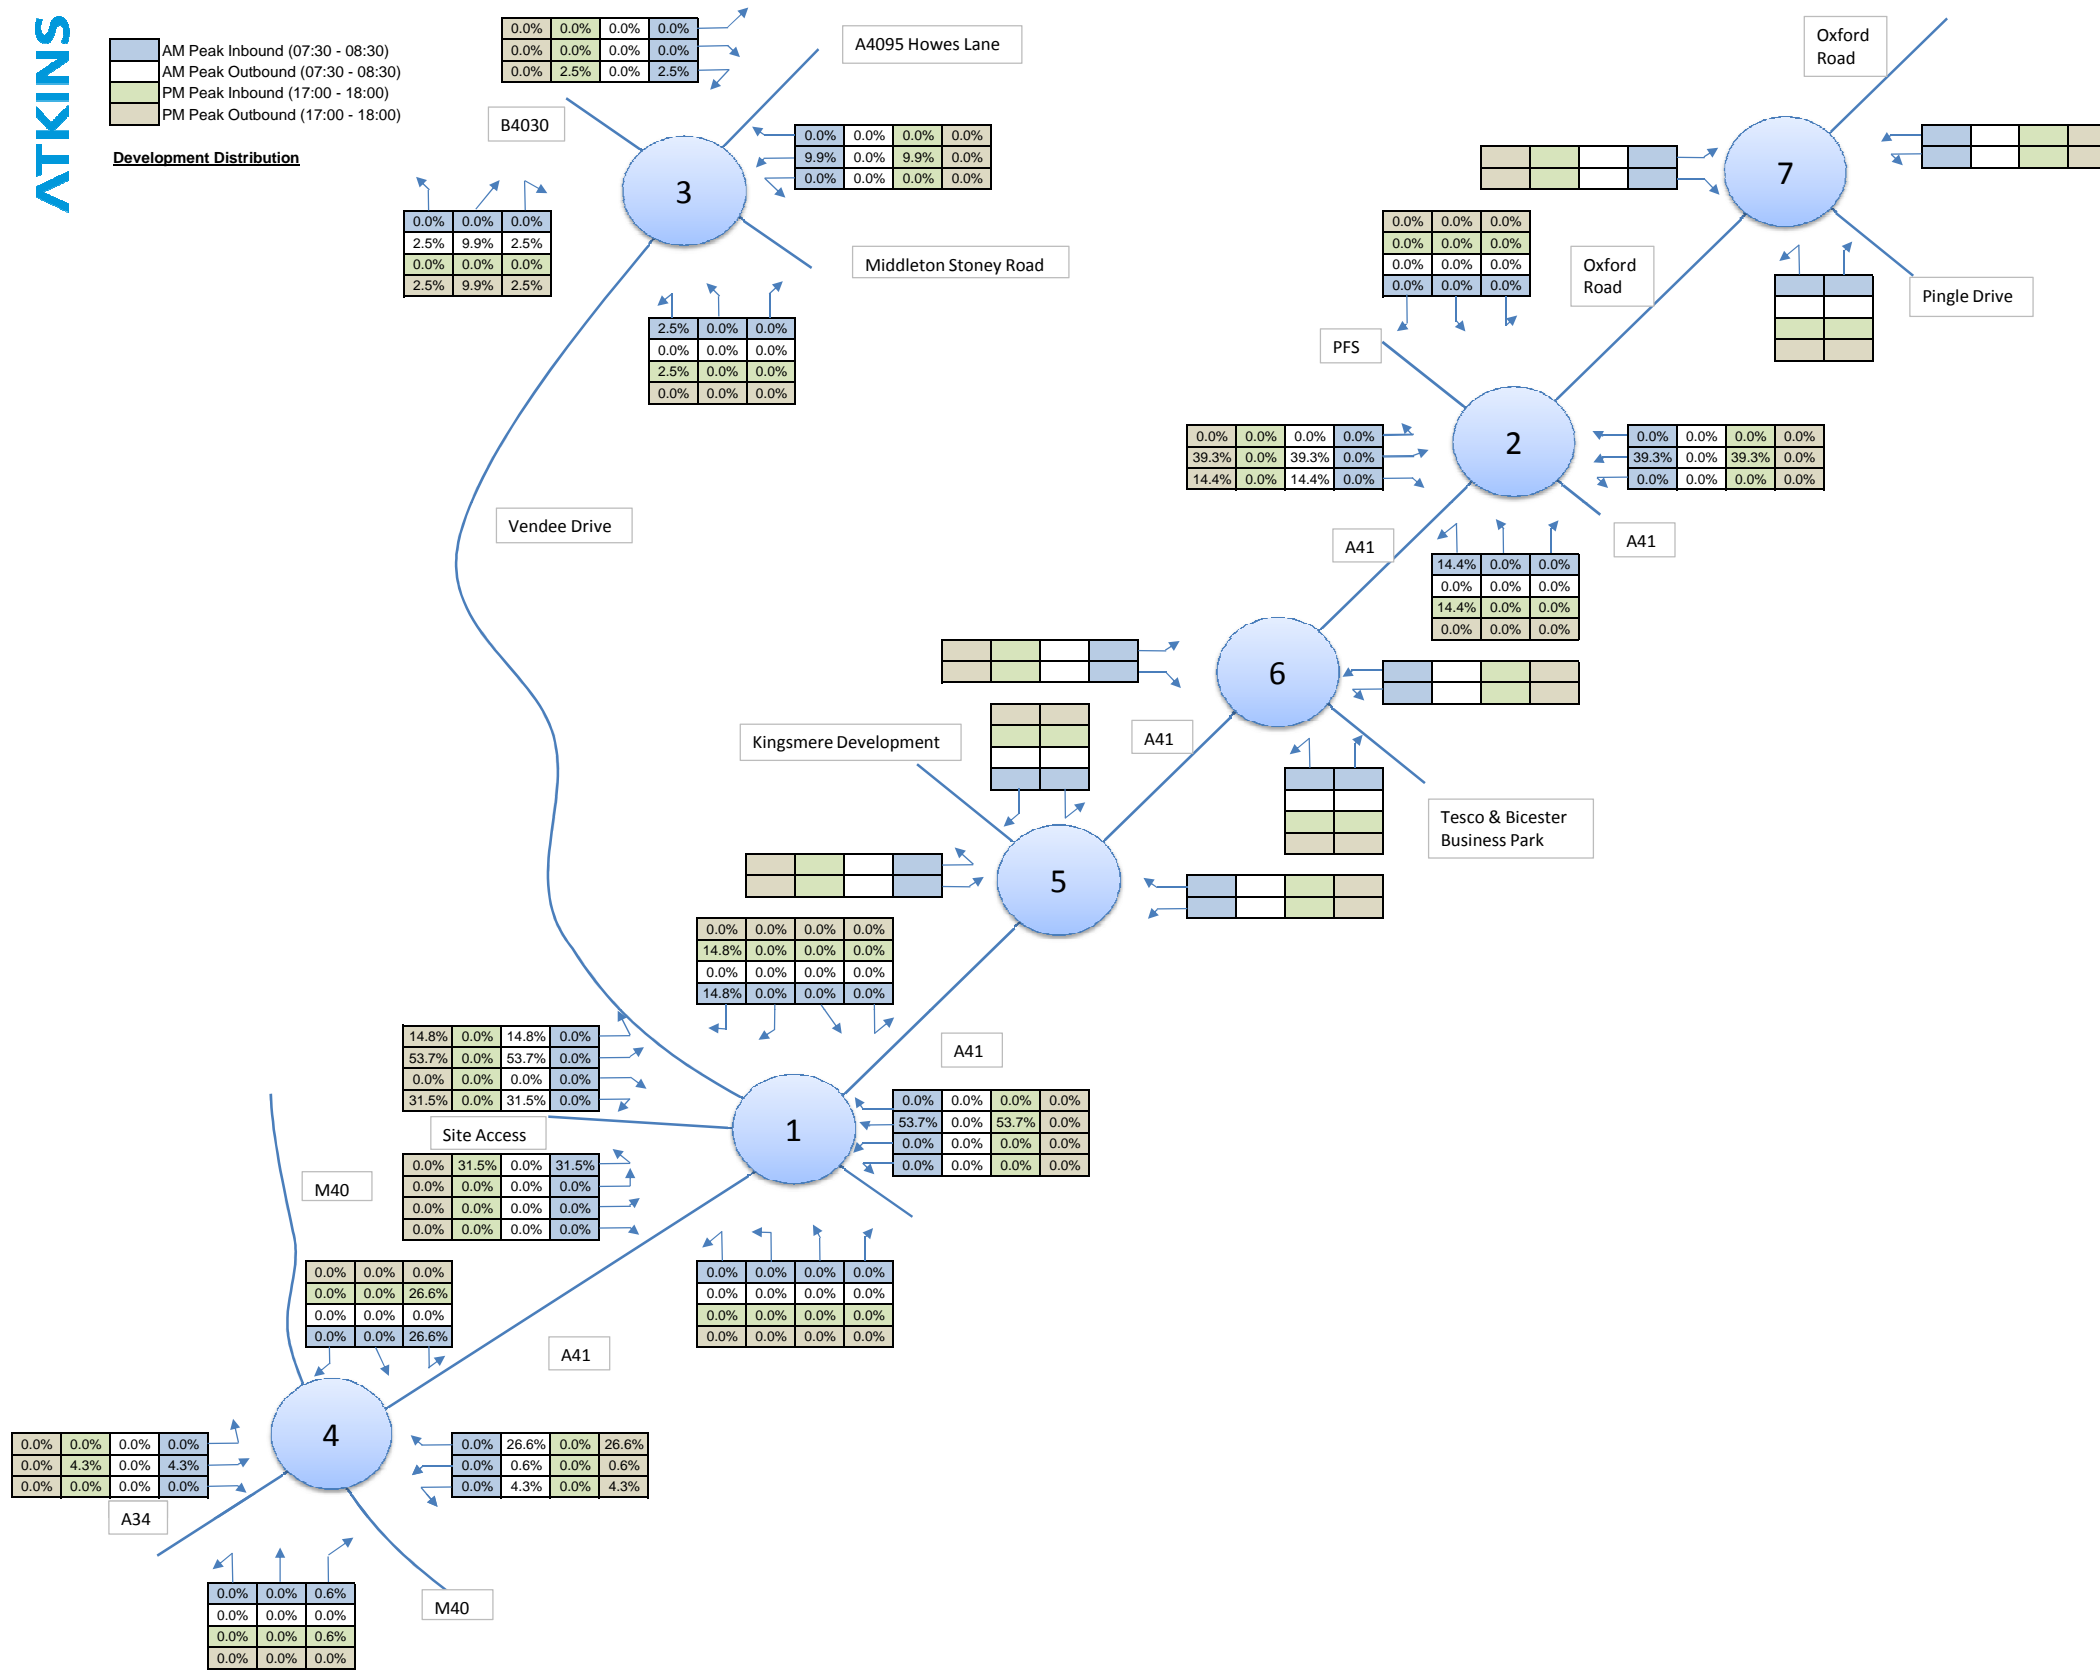 ATKINS
AM Peak Inbound (07:30 - 08:30)
AM Peak Outbound (07:30 - 08:30)
PM Peak Inbound (17:00 - 18:00)
PM Peak Outbound (17:00 - 18:00)
Development Distribution
0.0% 0.0% 0.0% 0.0%
0.0% 0.0% 0.0% 0.0%
0.0% 2.5% 0.0% 2.5%
A4095 Howes Lane
B4030
3
0.0% 0.0% 0.0% 0.0%
9.9% 0.0% 9.9% 0.0%
0.0% 0.0% 0.0% 0.0%
0.0% 0.0% 0.0%
2.5% 9.9% 2.5%
0.0% 0.0% 0.0%
2.5% 9.9% 2.5%
Middleton Stoney Road
2.5% 0.0% 0.0%
0.0% 0.0% 0.0%
2.5% 0.0% 0.0%
0.0% 0.0% 0.0%
Oxford
Road
7
Pingle Drive
0.0% 0.0% 0.0%
0.0% 0.0% 0.0%
0.0% 0.0% 0.0%
0.0% 0.0% 0.0%
Oxford
Road
PFS
2
0.0% 0.0% 0.0% 0.0%
39.3% 0.0% 39.3% 0.0%
14.4% 0.0% 14.4% 0.0%
0.0% 0.0% 0.0% 0.0%
39.3% 0.0% 39.3% 0.0%
0.0% 0.0% 0.0% 0.0%
Vendee Drive
A41
A41
14.4% 0.0% 0.0%
0.0% 0.0% 0.0%
14.4% 0.0% 0.0%
0.0% 0.0% 0.0%
6
Kingsmere Development
A41
Tesco & Bicester
Business Park
5
0.0% 0.0% 0.0% 0.0%
14.8% 0.0% 0.0% 0.0%
0.0% 0.0% 0.0% 0.0%
14.8% 0.0% 0.0% 0.0%
14.8% 0.0% 14.8% 0.0%
53.7% 0.0% 53.7% 0.0%
0.0% 0.0% 0.0% 0.0%
31.5% 0.0% 31.5% 0.0%
A41
Site Access
1
0.0% 0.0% 0.0% 0.0%
53.7% 0.0% 53.7% 0.0%
0.0% 0.0% 0.0% 0.0%
0.0% 0.0% 0.0% 0.0%
0.0% 31.5% 0.0% 31.5%
0.0% 0.0% 0.0% 0.0%
0.0% 0.0% 0.0% 0.0%
0.0% 0.0% 0.0% 0.0%
M40
0.0% 0.0% 0.0% 0.0%
0.0% 0.0% 0.0% 0.0%
0.0% 0.0% 0.0% 0.0%
0.0% 0.0% 0.0% 0.0%
0.0% 0.0% 0.0%
0.0% 0.0% 26.6%
0.0% 0.0% 0.0%
0.0% 0.0% 26.6%
A41
4
0.0% 0.0% 0.0% 0.0%
0.0% 4.3% 0.0% 4.3%
0.0% 0.0% 0.0% 0.0%
0.0% 26.6% 0.0% 26.6%
0.0% 0.6% 0.0% 0.6%
0.0% 4.3% 0.0% 4.3%
A34
0.0% 0.0% 0.6%
0.0% 0.0% 0.0%
0.0% 0.0% 0.6%
0.0% 0.0% 0.0%
M40